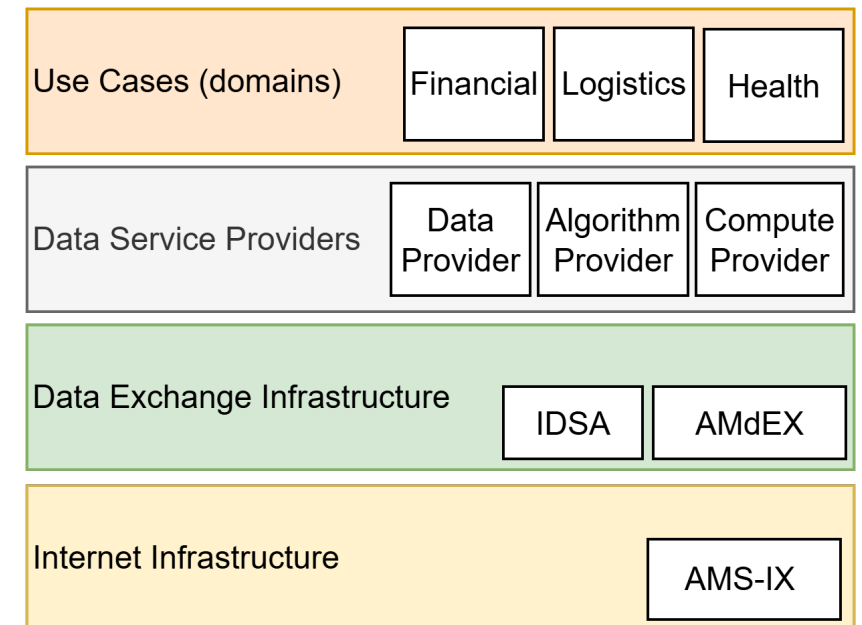 Use Cases (domains)
Financial
Logistics
Health
Data Service Providers
Data
Provider
Algorithm
Provider
Compute
Provider
Data Exchange Infrastructure
IDSA
AMdEX
Internet Infrastructure
AMS-IX